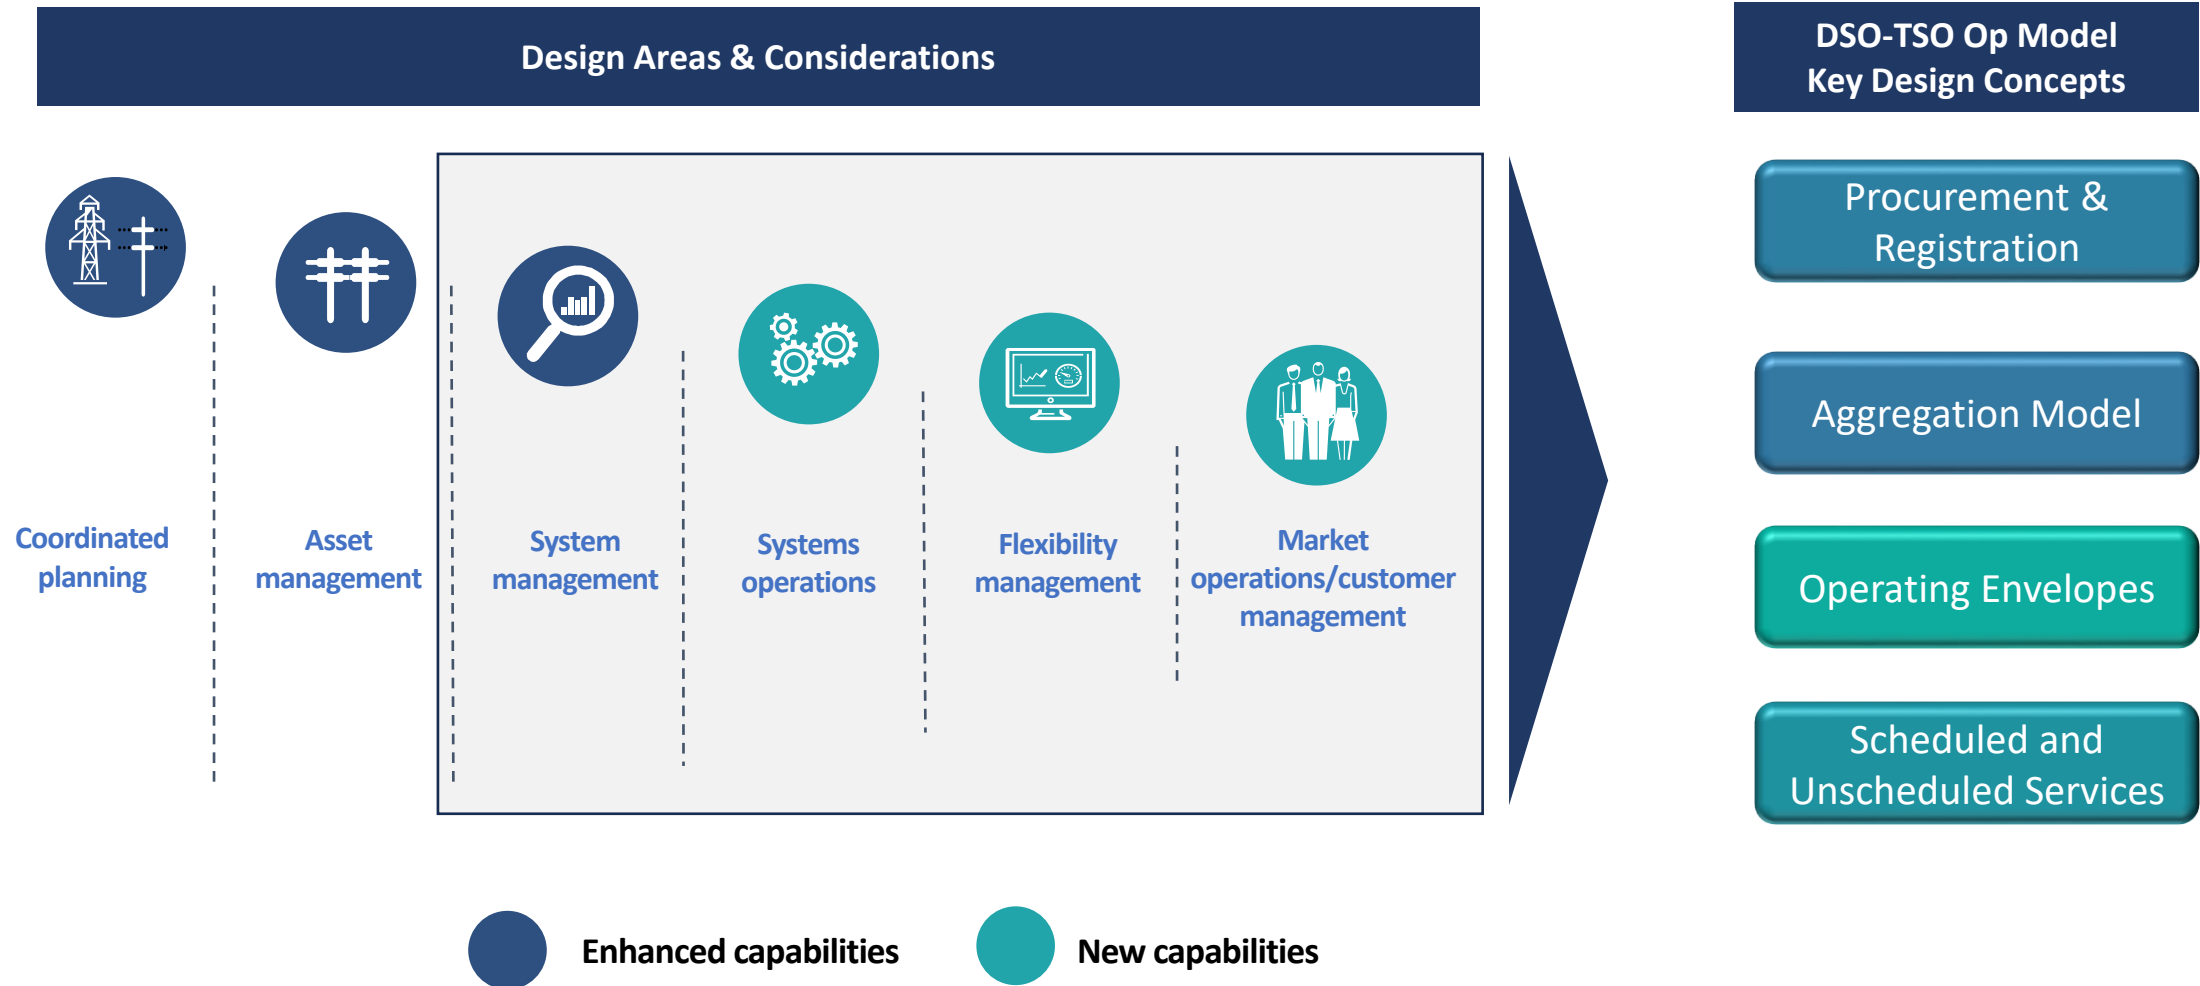 Design Areas & Considerations
DSO-TSO Op Model
Key Design Concepts
Coordinated
planning
Asset
management
System
management
Systems
operations
Flexibility
management
Market
operations/customer
management
Procurement &
Registration
Aggregation Model
Operating Envelopes
Scheduled and
Unscheduled Services
Enhanced capabilities
New capabilities